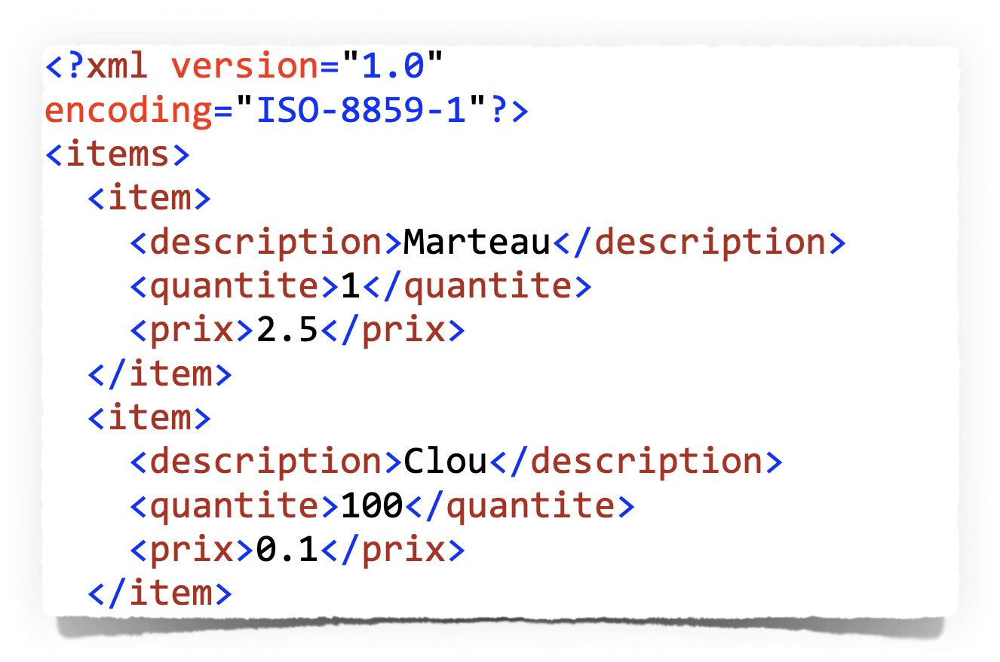 <?xml version="1.0"
encoding="ISO-8859-1"?>
<items>
  <item>
    <description>Marteau</description>
    <quantite>1</quantite>
    <prix>2.5</prix>
  </item>
  <item>
    <description>Clou</description>
    <quantite>100</quantite>
    <prix>0.1</prix>
  </item>